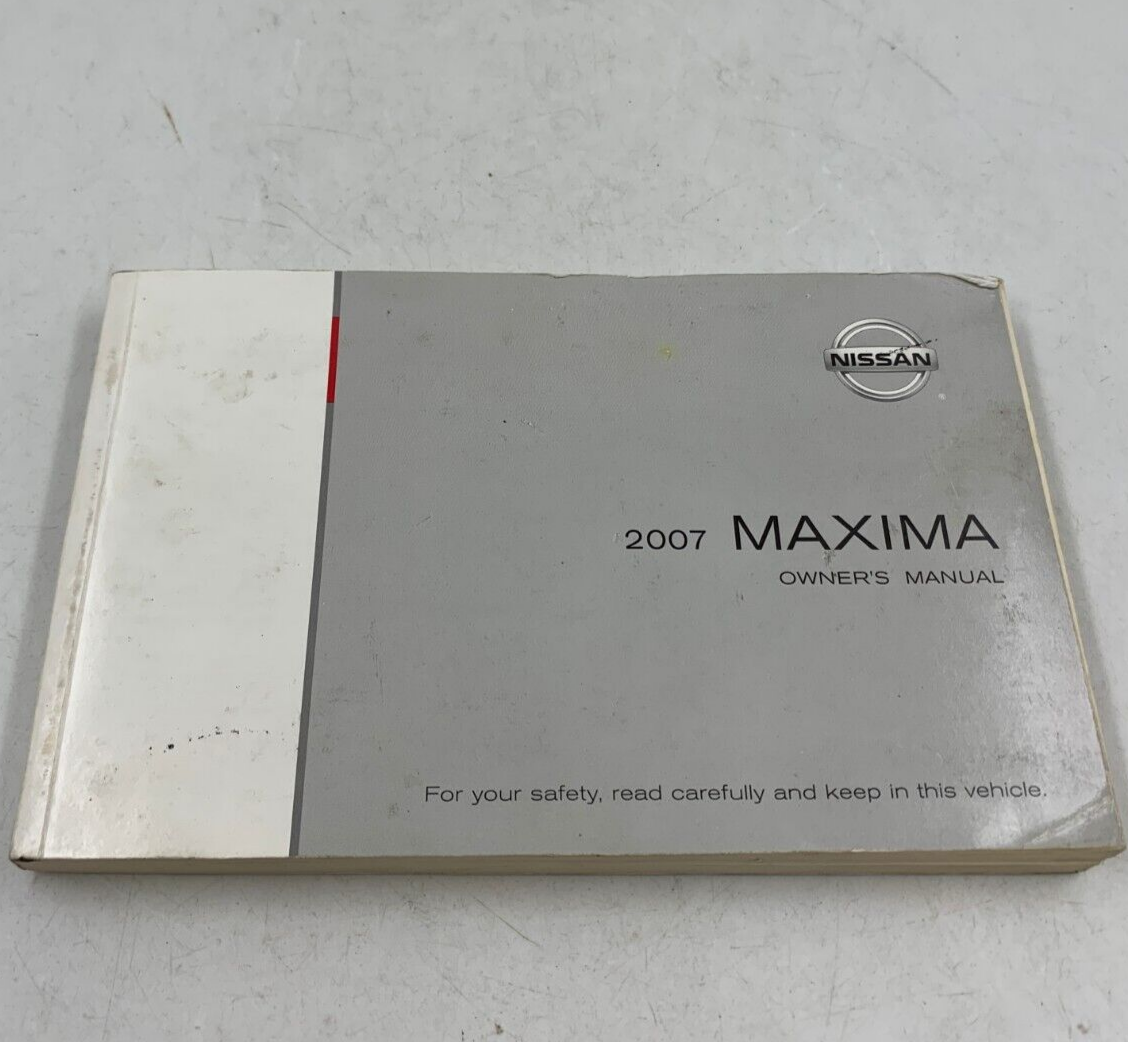 NISSAN
2007 MAXIMA
OWNER'S MANUAL
For your safety, read carefully and keep in this vehicle.